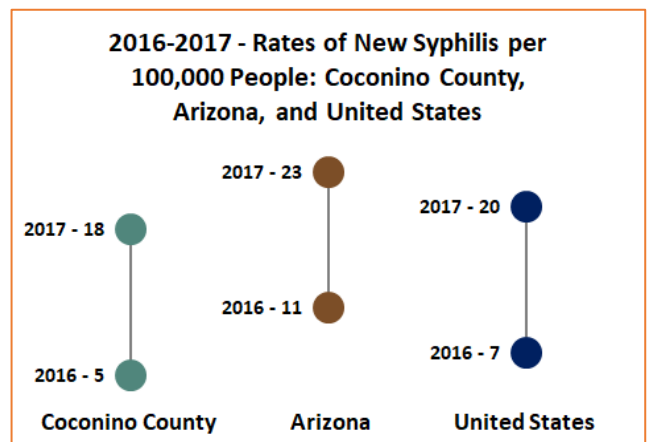 2016-2017 - Rates of New Syphilis per
100,000 People: Coconino County,
Arizona, and United States
2017 - 23
2017 - 20
2017 - 18
2016 - 11
2016 - 7
2016 - 5
Coconino County
Arizona
United States